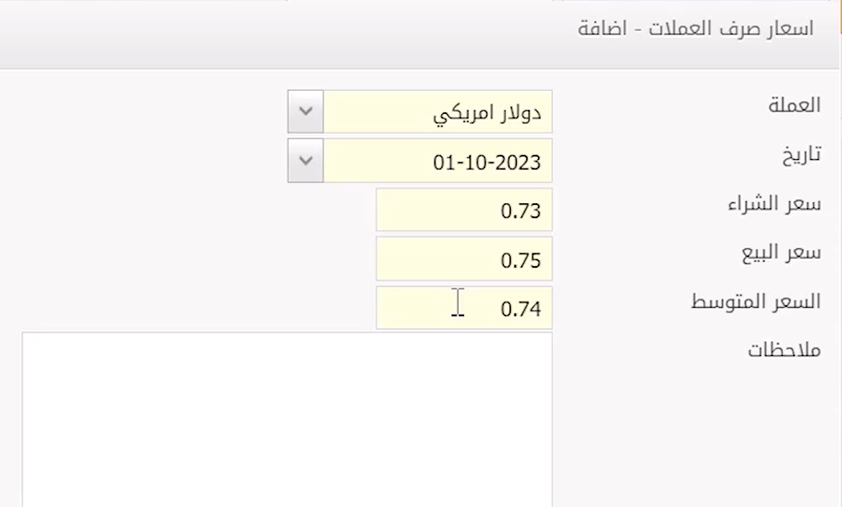 اسعار صرف العملات - اضافة
العملة
دولار امريكي
تاريخ
01-10-2023
سعر الشراء
0.73
سعر البيع
0.75
السعر المتوسط
0.74
ملاحظات